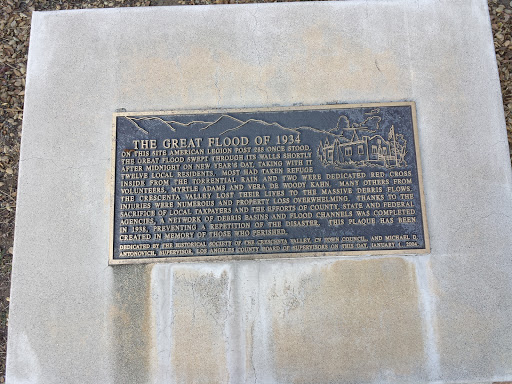 THE GREAT FLOOD OF 1934
ON THIS SITE AMERICAN LEGION POST 288 ONCE STOOD.
THE GREAT FLOOD SWEPT THROUGH ITS WALLS SHORTLY
AFTER MIDNIGHT ON NEW YEAR'S DAY, TAKING WITH IT
TWELVE LOCAL RESIDENTS. MOST HAD TAKEN REFUGE
INSIDE FROM THE TORRENTIAL RAIN AND TWO WERE DEDICATED RED CROSS
VOLUNTEERS, MYRTLE ADAMS AND VERA DE WOODY KAHN. MANY OTHERS FROM
THE CRESCENTA VALLEY LOST THEIR LIVES TO THE MASSIVE DEBRIS FLOWS.
INJURIES WERE NUMEROUS AND PROPERTY LOSS OVERWHELMING. THANKS TO THE
SACRIFICE OF LOCAL TAXPAYERS AND THE EFFORTS OF COUNTY, STATE AND FEDERAL
AGENCIES, A NETWORK OF DEBRIS BASINS AND FLOOD CHANNELS WAS COMPLETED
IN 1938, PREVENTING A REPETITION OF THE DISASTER. THIS PLAQUE HAS BEEN
CREATED IN MEMORY OF THOSE WHO PERISHED.
DEDICATED BY THE HISTORICAL SOCIETY OF THE CRESCENTA VALLEY, CV TOWN COUNCIL, AND MICHAEL D.
ANTONOVICH, SUPERVISOR, LOS ANGELES COUNTY BOARD OF SUPERVISORS ON THIS DAY, JANUARY 1, 2004